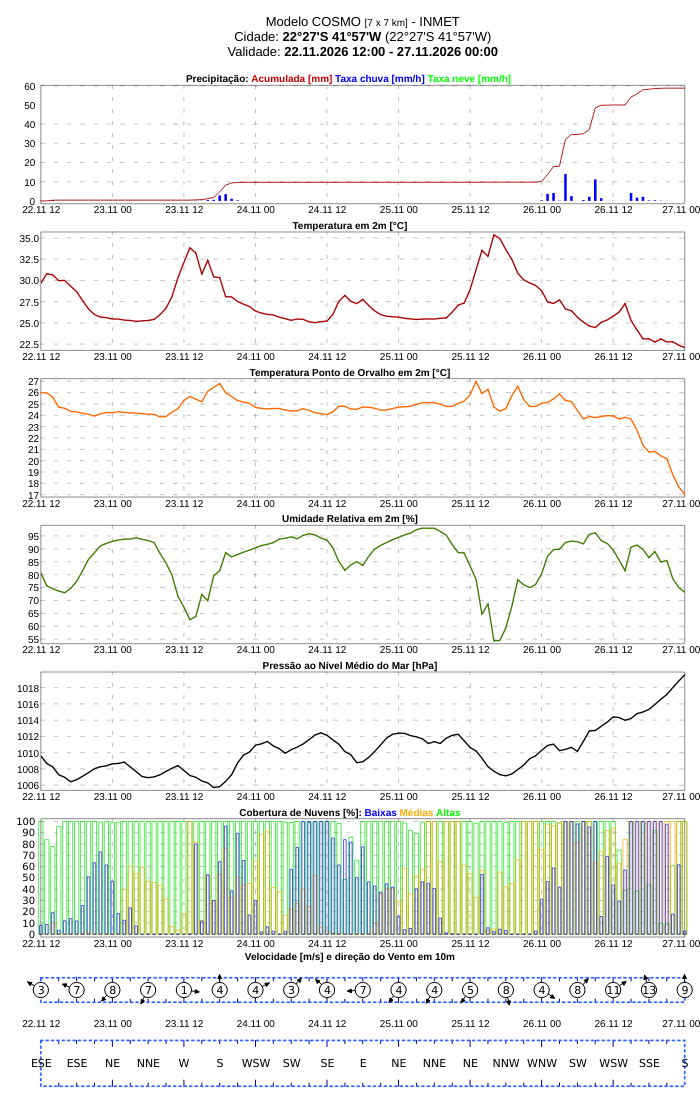 Modelo COSMO [7 x 7 km] - INMET
Cidade: 22°27'S 41°57'W (22°27'S 41°57'W)
Validade: 22.11.2026 12:00 - 27.11.2026 00:00
Precipitação: Acumulada [mm] Taxa chuva [mm/h] Taxa neve [mm/h]
60
50
40
30
20
10
0
22.11 12 23.11 00 23.11 12 24.11 00 24.11 12 25.11 00 25.11 12 26.11 00 26.11 12 27.11 00
Temperatura em 2m [°C]
35.0
32.5
30.0
27.5
25.0
22.5
22.11 12 23.11 00 23.11 12 24.11 00 24.11 12 25.11 00 25.11 12 26.11 00 26.11 12 27.11 00
Temperatura Ponto de Orvalho em 2m [°C]
27
26
25
24
23
22
21
20
19
18
17
22.11 12 23.11 00 23.11 12 24.11 00 24.11 12 25.11 00 25.11 12 26.11 00 26.11 12 27.11 00
Umidade Relativa em 2m [%]
95
90
85
80
75
70
65
60
55
22.11 12 23.11 00 23.11 12 24.11 00 24.11 12 25.11 00 25.11 12 26.11 00 26.11 12 27.11 00
Pressão ao Nível Médio do Mar [hPa]
1018
1016
1014
1012
1010
1008
1006
22.11 12 23.11 00 23.11 12 24.11 00 24.11 12 25.11 00 25.11 12 26.11 00 26.11 12 27.11 00
Cobertura de Nuvens [%]: Baixas Médias Altas
100
90
80
70
60
50
40
30
20
10
0
22.11 12 23.11 00 23.11 12 24.11 00 24.11 12 25.11 00 25.11 12 26.11 00 26.11 12 27.11 00
Velocidade [m/s] e direção do Vento em 10m
3 7 8 7 1 4 4 3 4 7 4 4 5 8 4 8 11 13 9
22.11 12 23.11 00 23.11 12 24.11 00 24.11 12 25.11 00 25.11 12 26.11 00 26.11 12 27.11 00
ESE ESE NE NNE W S WSW SW SE E NE NNE NE NNW WNW SW WSW SSE S